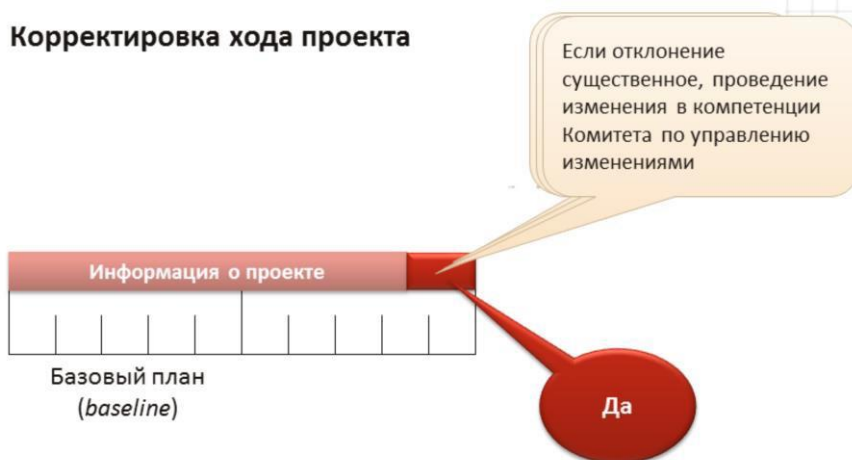 Корректировка хода проекта
Если отклонение
существенное, проведение
изменения в компетенции
Комитета по управлению
изменениями
Информация о проекте
Базовый план
(baseline)
Да